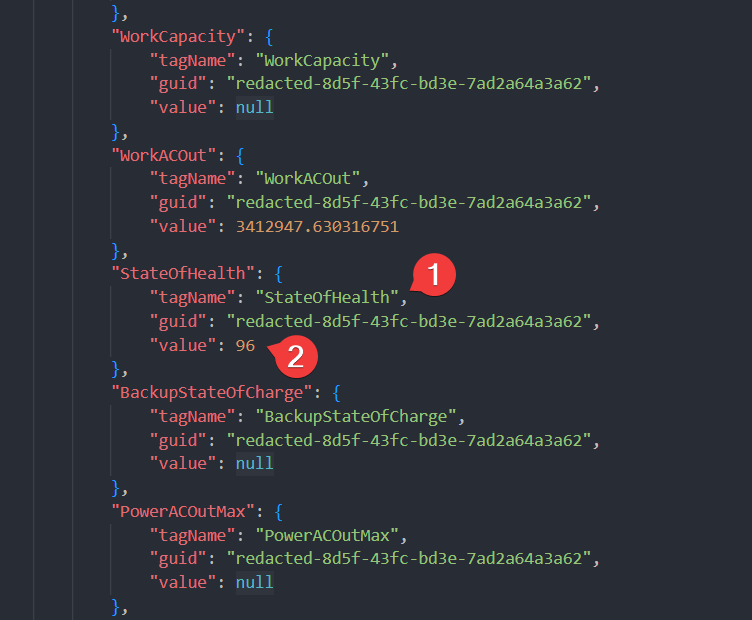 },
"WorkCapacity": {
"tagName": "WorkCapacity",
"guid": "redacted-8d5f-43fc-bd3e-7ad2a64a3a62",
"value": null
},
"WorkACOut": {
"tagName": "WorkACOut",
"guid": "redacted-8d5f-43fc-bd3e-7ad2a64a3a62",
"value": 3412947.630316751
},
"StateOfHealth": {
"tagName": "StateOfHealth", 1
"guid": "redacted-8d5f-43fc-bd3e-7ad2a64a3a62",
"value": 96 2
},
"BackupStateOfCharge": {
"tagName": "BackupStateOfCharge",
"guid": "redacted-8d5f-43fc-bd3e-7ad2a64a3a62",
"value": null
},
"PowerACOutMax": {
"tagName": "PowerACOutMax",
"guid": "redacted-8d5f-43fc-bd3e-7ad2a64a3a62",
"value": null
},